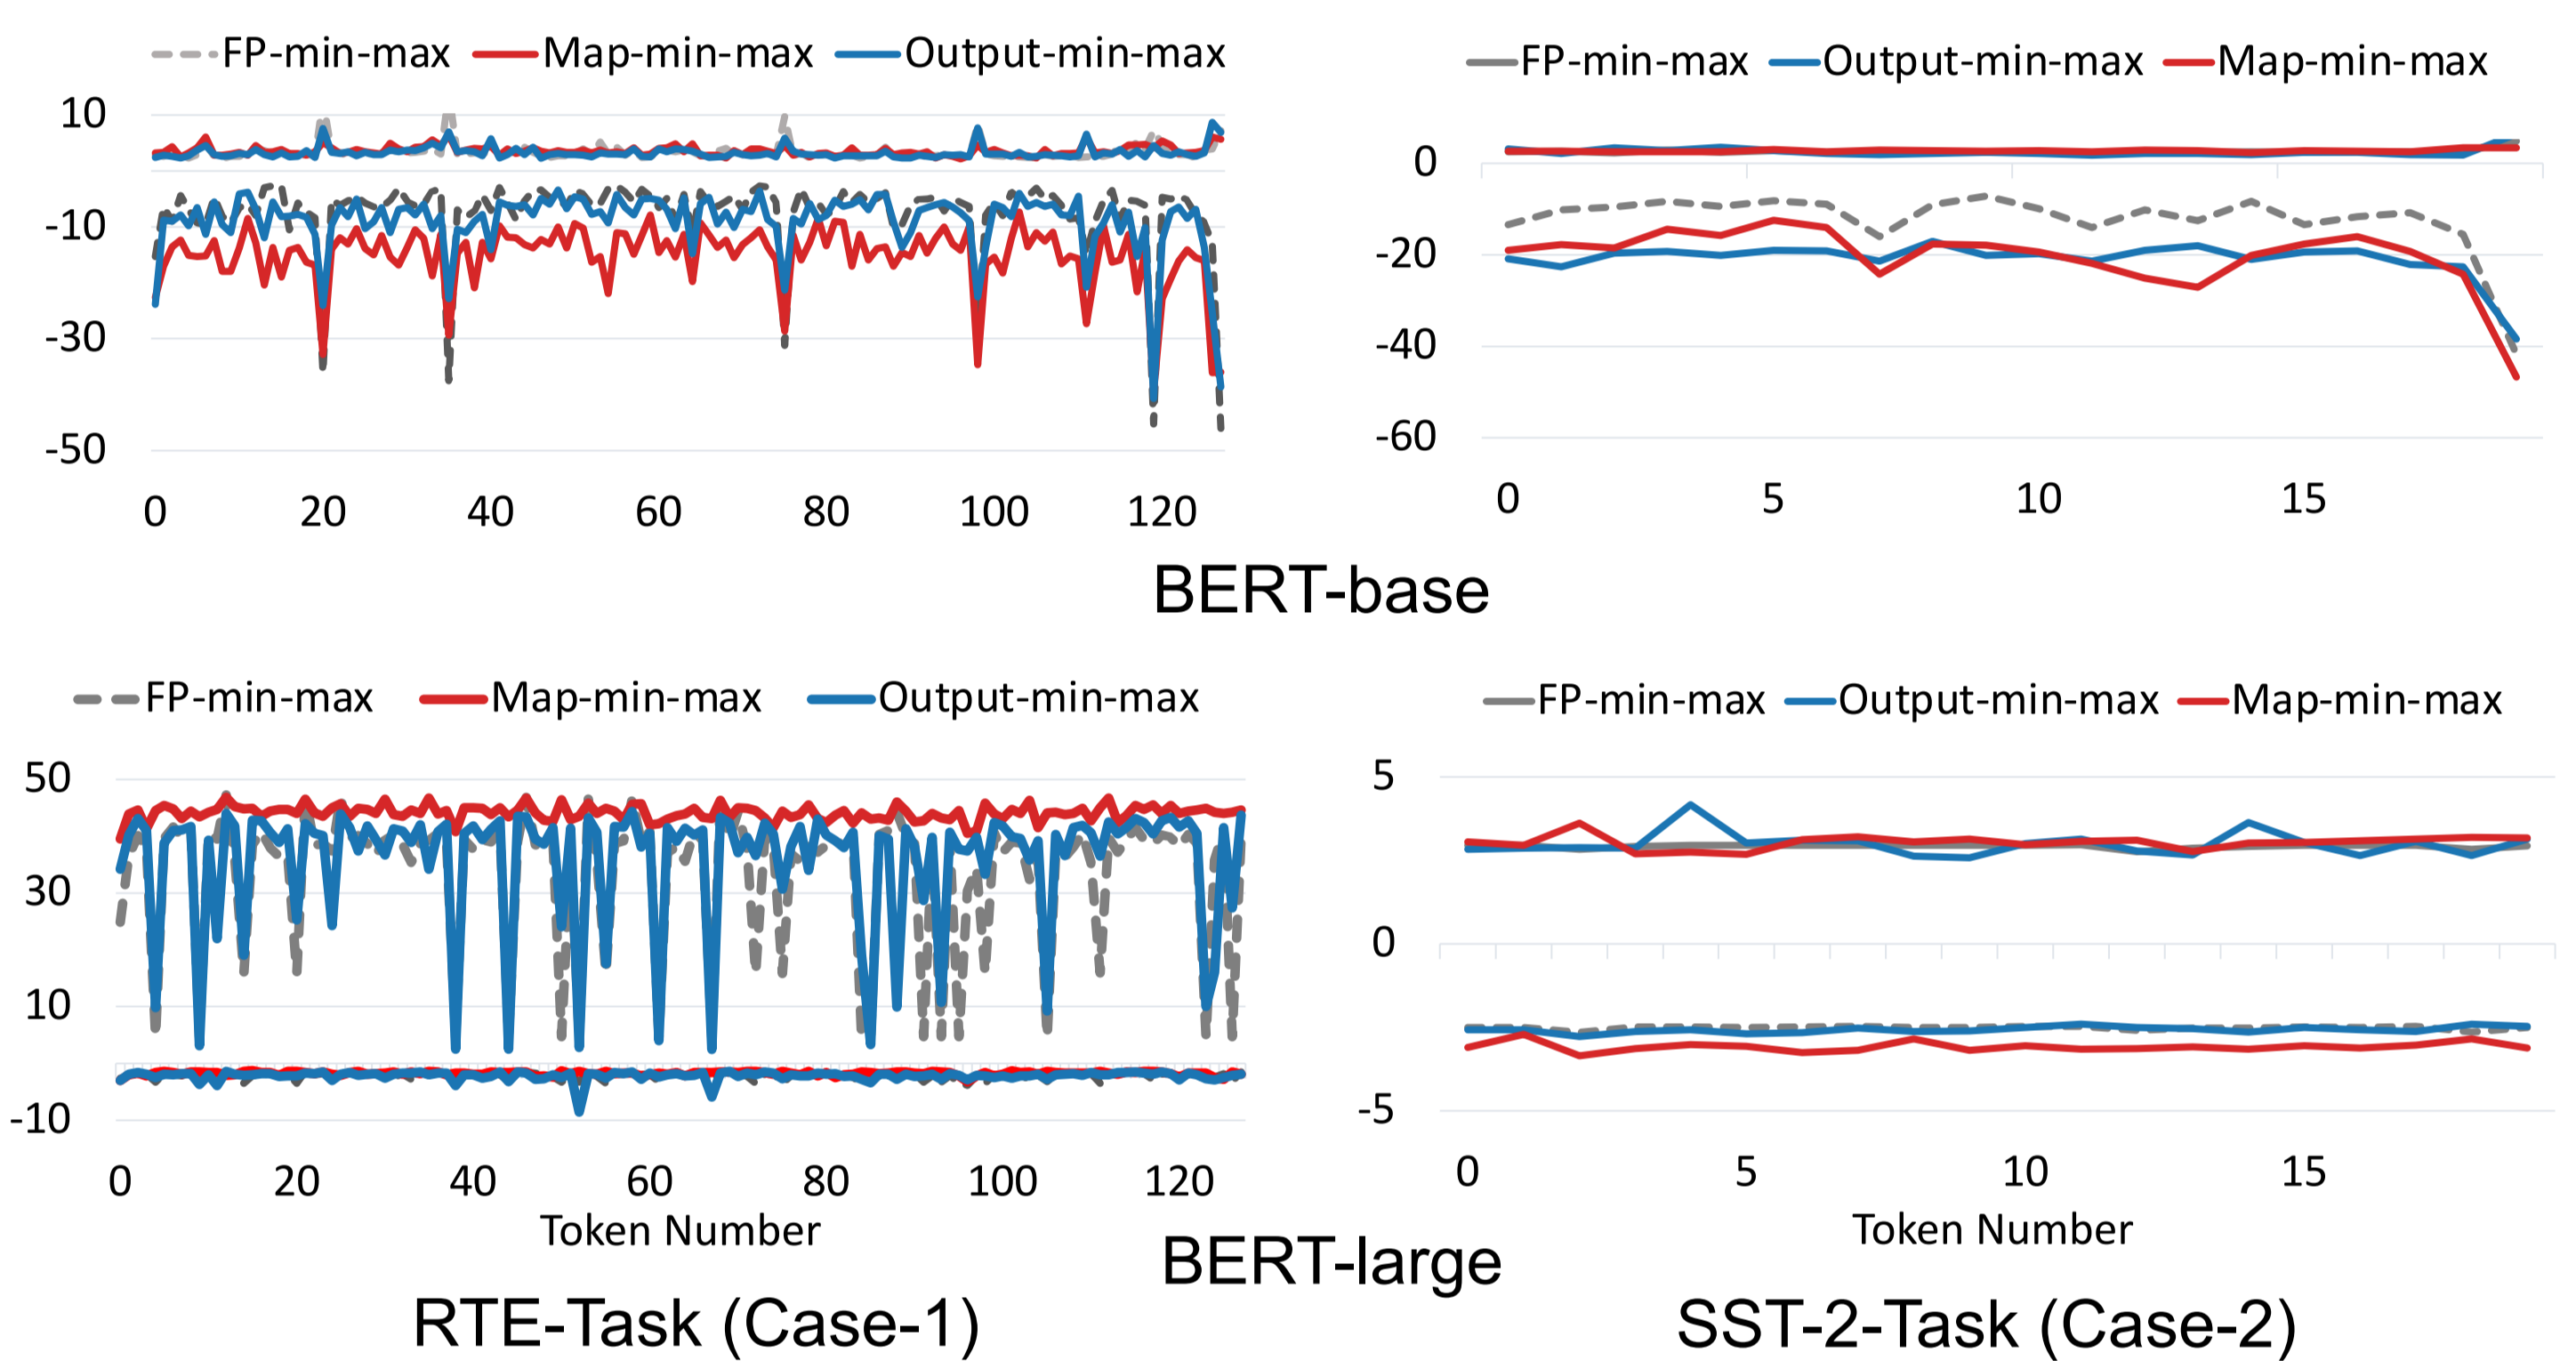 FP-min-max Map-min-max Output-min-max
10
-10
-30
-50
0 20 40 60 80 100 120
FP-min-max Output-min-max Map-min-max
0
-20
-40
-60
0 5 10 15
BERT-base
FP-min-max Map-min-max Output-min-max
50
30
10
-10
0 20 40 60 80 100 120
Token Number
FP-min-max Output-min-max Map-min-max
5
0
-5
0 5 10 15
Token Number
BERT-large
RTE-Task (Case-1)
SST-2-Task (Case-2)